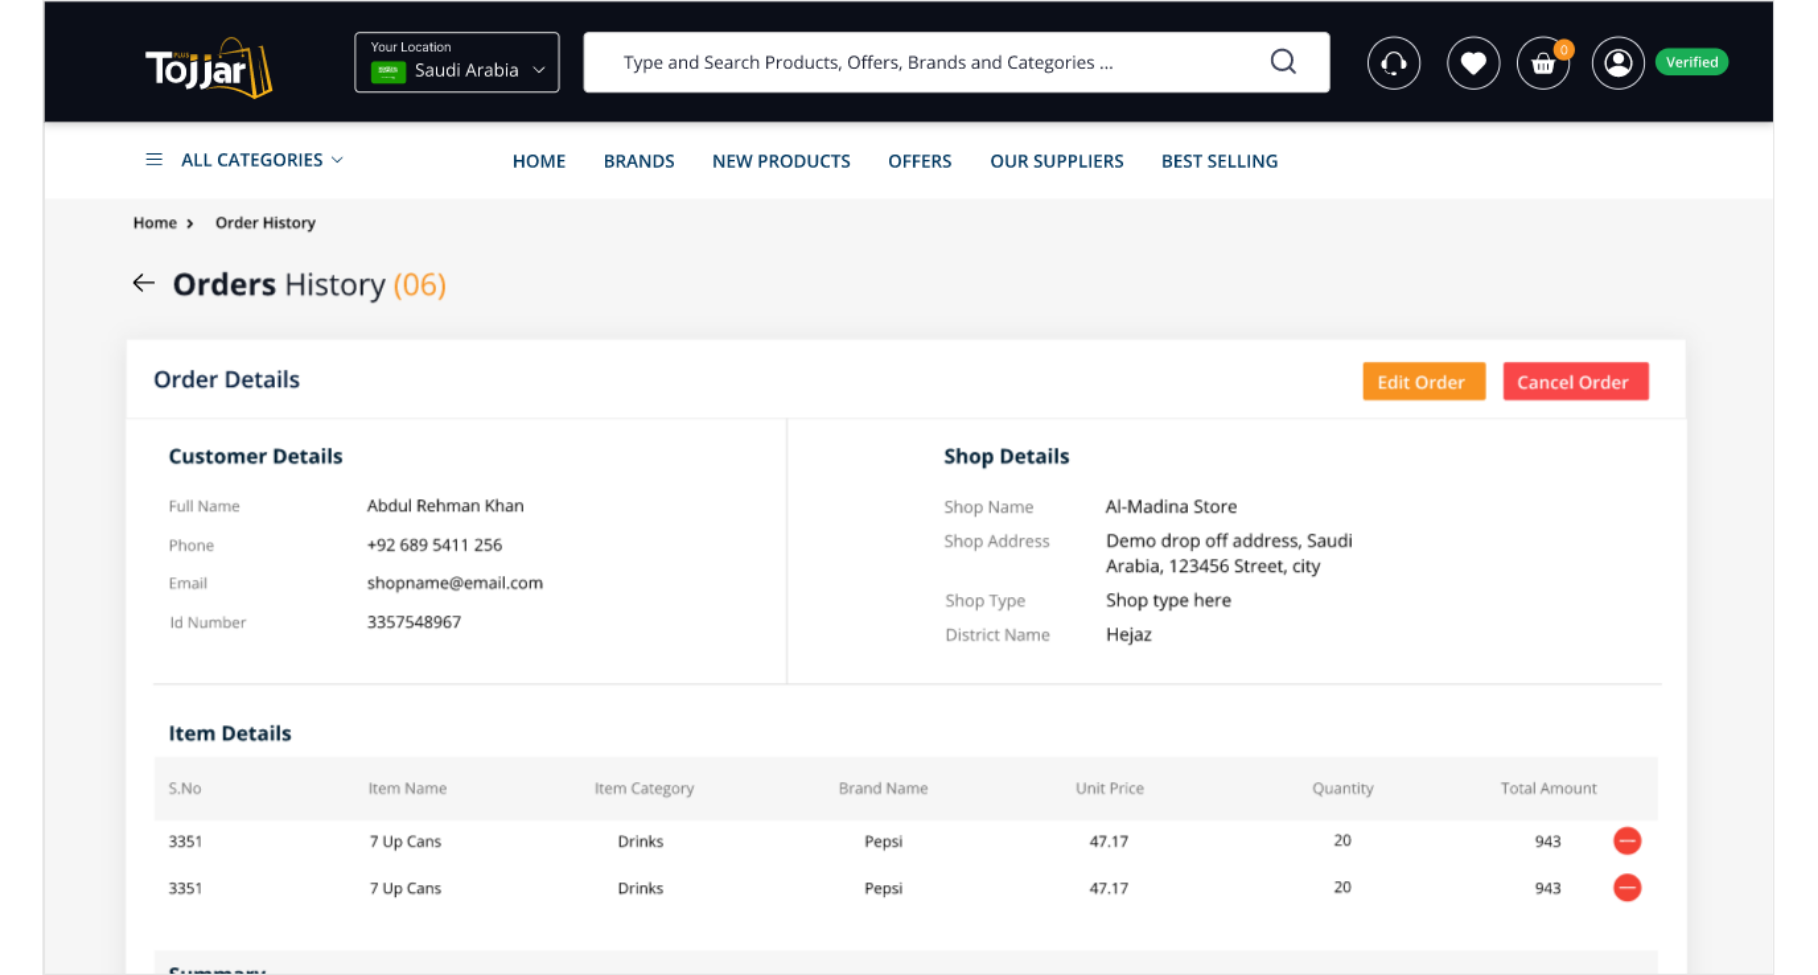 PLUS
Tojjar
Your Location
Saudi Arabia
Type and Search Products, Offers, Brands and Categories ...
0
Verified
ALL CATEGORIES
HOME BRANDS NEW PRODUCTS OFFERS OUR SUPPLIERS BEST SELLING
Home > Order History
← Orders History (06)
Order Details
Edit Order Cancel Order
Customer Details
Full Name Abdul Rehman Khan
Phone +92 689 5411 256
Email shopname@email.com
Id Number 3357548967
Shop Details
Shop Name Al-Madina Store
Shop Address Demo drop off address, Saudi
Arabia, 123456 Street, city
Shop Type Shop type here
District Name Hejaz
Item Details
S.No Item Name Item Category Brand Name Unit Price Quantity Total Amount
3351 7 Up Cans Drinks Pepsi 47.17 20 943
3351 7 Up Cans Drinks Pepsi 47.17 20 943
Summary